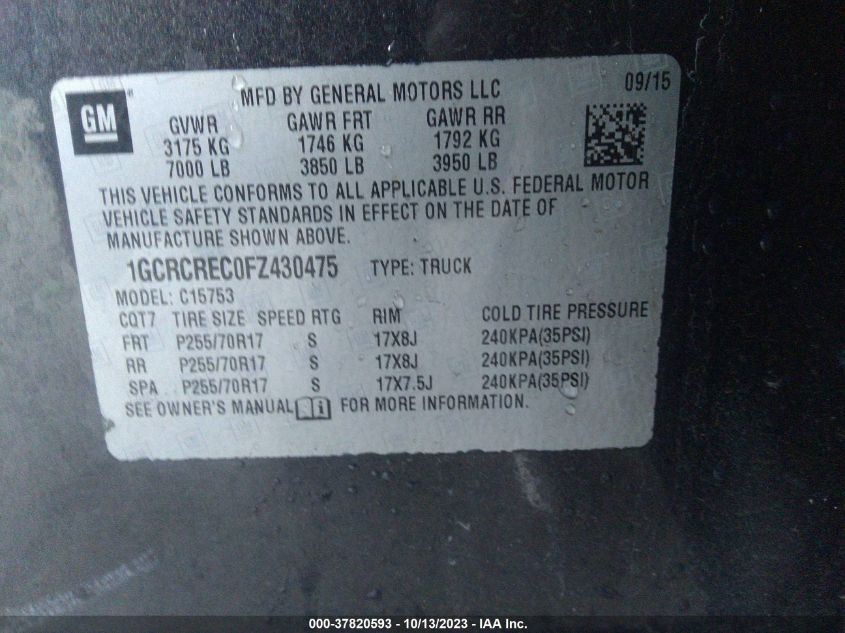 GM
MFD BY GENERAL MOTORS LLC
09/15
GVWR GAWR FRT GAWR RR
3175 KG 1746 KG 1792 KG
7000 LB 3850 LB 3950 LB
THIS VEHICLE CONFORMS TO ALL APPLICABLE U.S. FEDERAL MOTOR
VEHICLE SAFETY STANDARDS IN EFFECT ON THE DATE OF
MANUFACTURE SHOWN ABOVE.
1GCRCREC0FZ430475 TYPE: TRUCK
MODEL: C15753
CQT7 TIRE SIZE SPEED RTG RIM COLD TIRE PRESSURE
FRT P255/70R17 S 17X8J 240KPA(35PSI)
RR P255/70R17 S 17X8J 240KPA(35PSI)
SPA P255/70R17 S 17X7.5J 240KPA(35PSI)
SEE OWNER'S MANUAL FOR MORE INFORMATION.
000-37820593 - 10/13/2023 - IAA Inc.